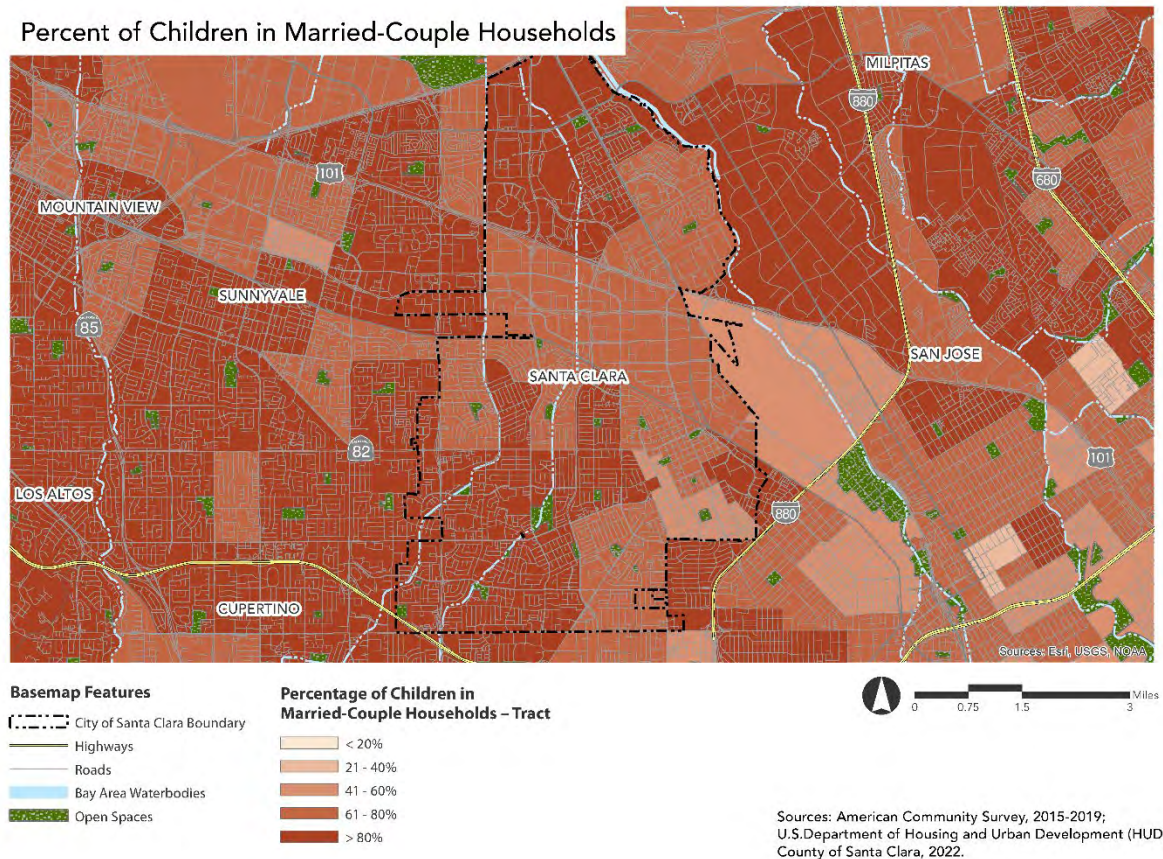 Percent of Children in Married-Couple Households
MILPITAS
880
101
680
MOUNTAIN VIEW
SUNNYVALE
85
SAN JOSE
SANTA CLARA
82
101
LOS ALTOS
880
CUPERTINO
Sources: Esri, USGS, NOAA
Basemap Features
City of Santa Clara Boundary
Highways
Roads
Bay Area Waterbodies
Open Spaces
Percentage of Children in
Married-Couple Households – Tract
< 20%
21 - 40%
41 - 60%
61 - 80%
> 80%
Miles
0 0.75 1.5 3
Sources: American Community Survey, 2015-2019;
U.S.Department of Housing and Urban Development (HUD
County of Santa Clara, 2022.